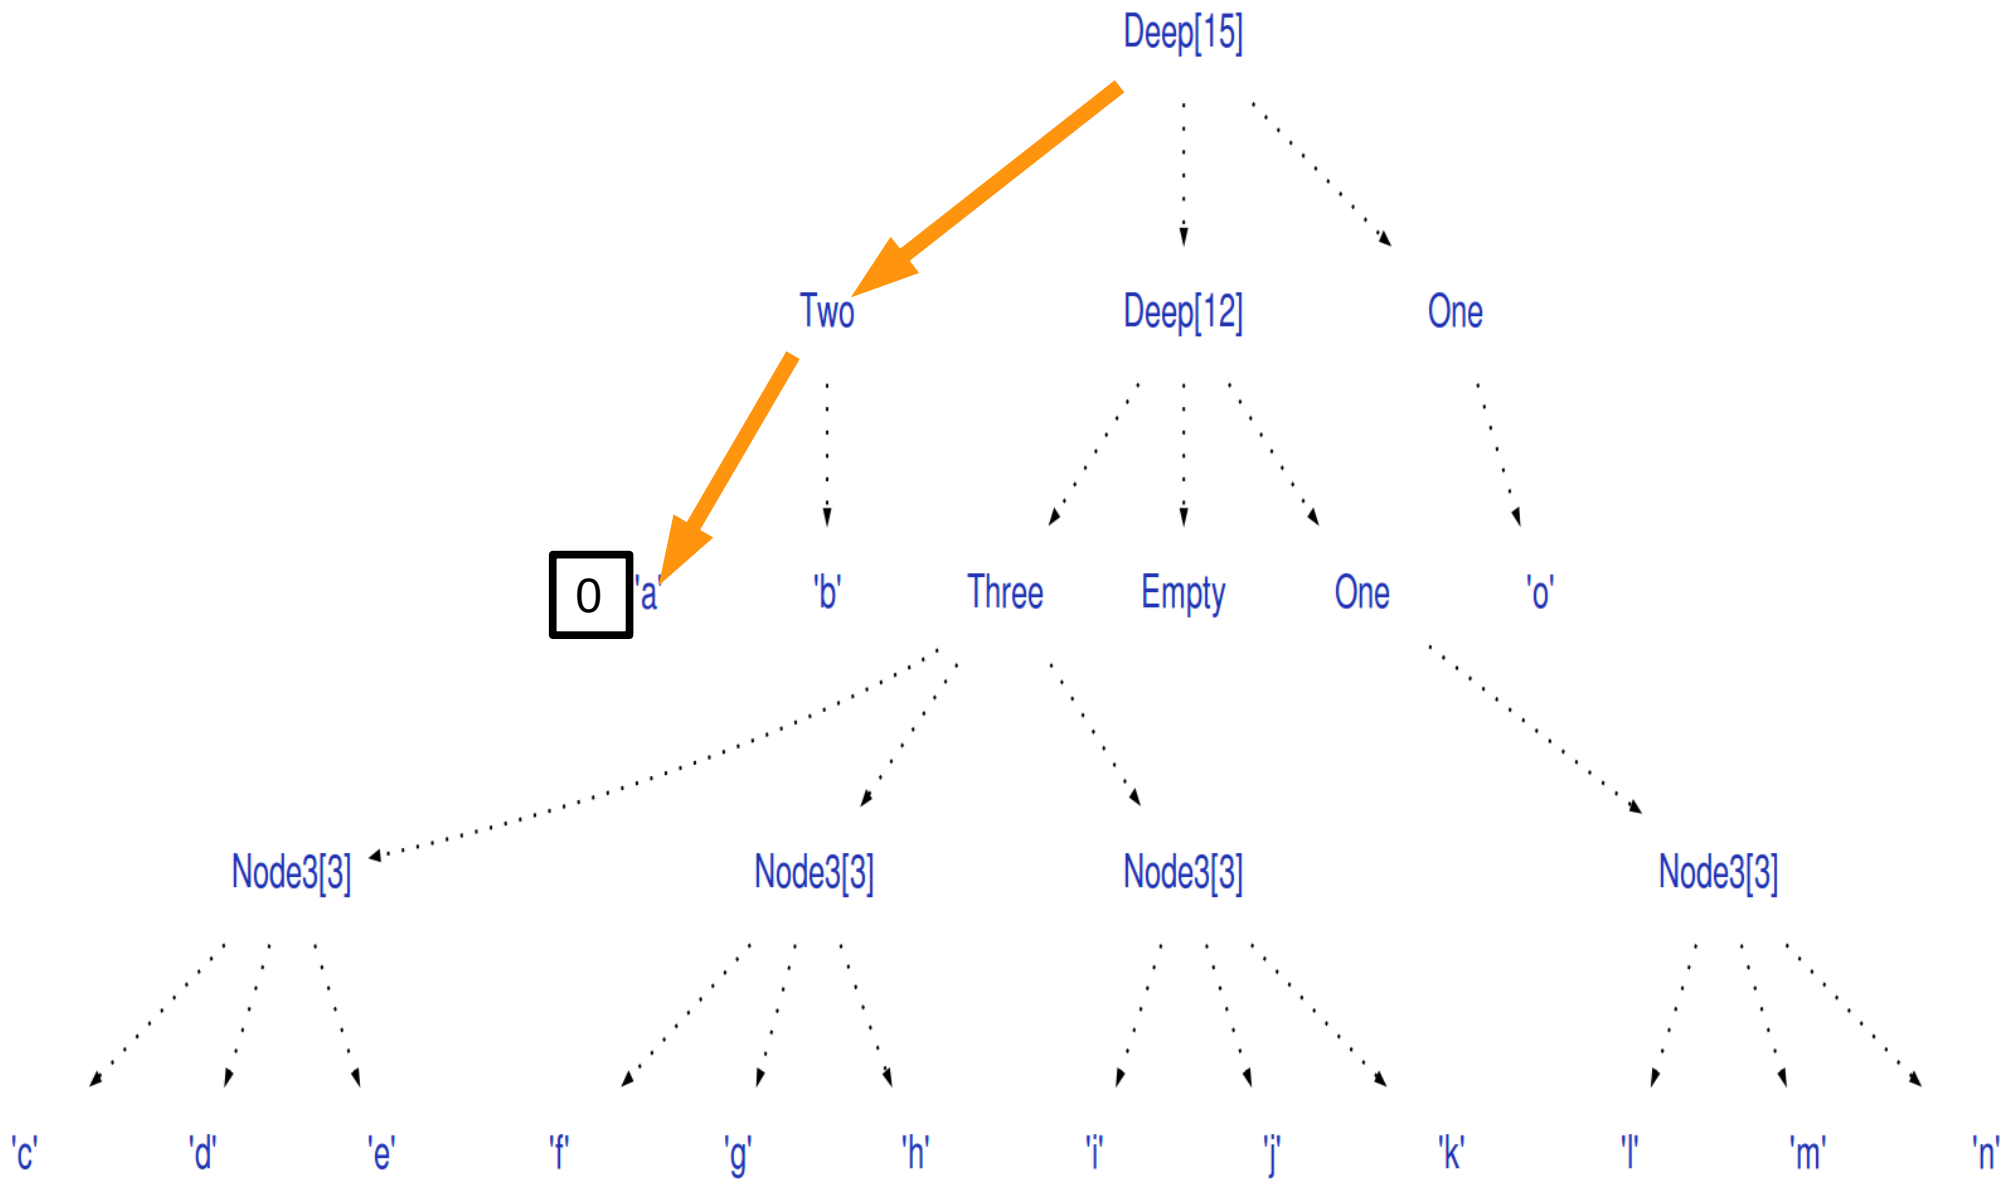 Deep[15]
Two Deep[12] One
0 'a' 'b' Three Empty One 'o'
Node3[3] Node3[3] Node3[3] Node3[3]
'c' 'd' 'e' 'f' 'g' 'h' 'i' 'j' 'k' 'l' 'm' 'n'